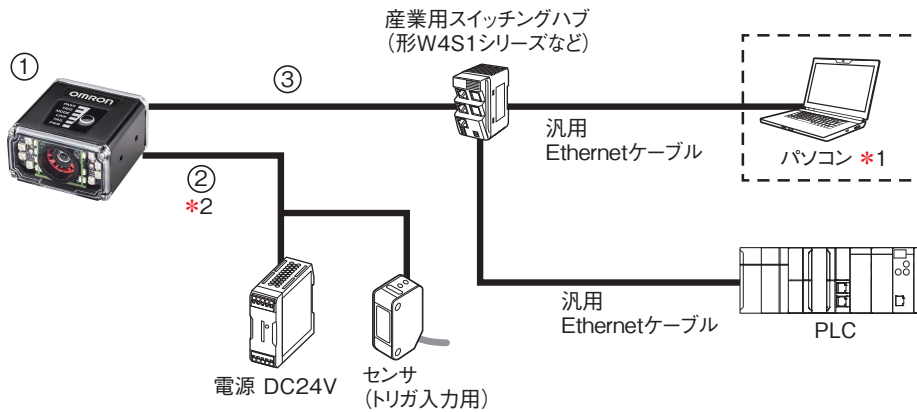 産業用スイッチングハブ
（形W4S1シリーズなど）
①
OMRON
③
汎用
Ethernetケーブル
パソコン *1
②
*2
汎用
Ethernetケーブル
PLC
電源 DC24V
センサ
（トリガ入力用）